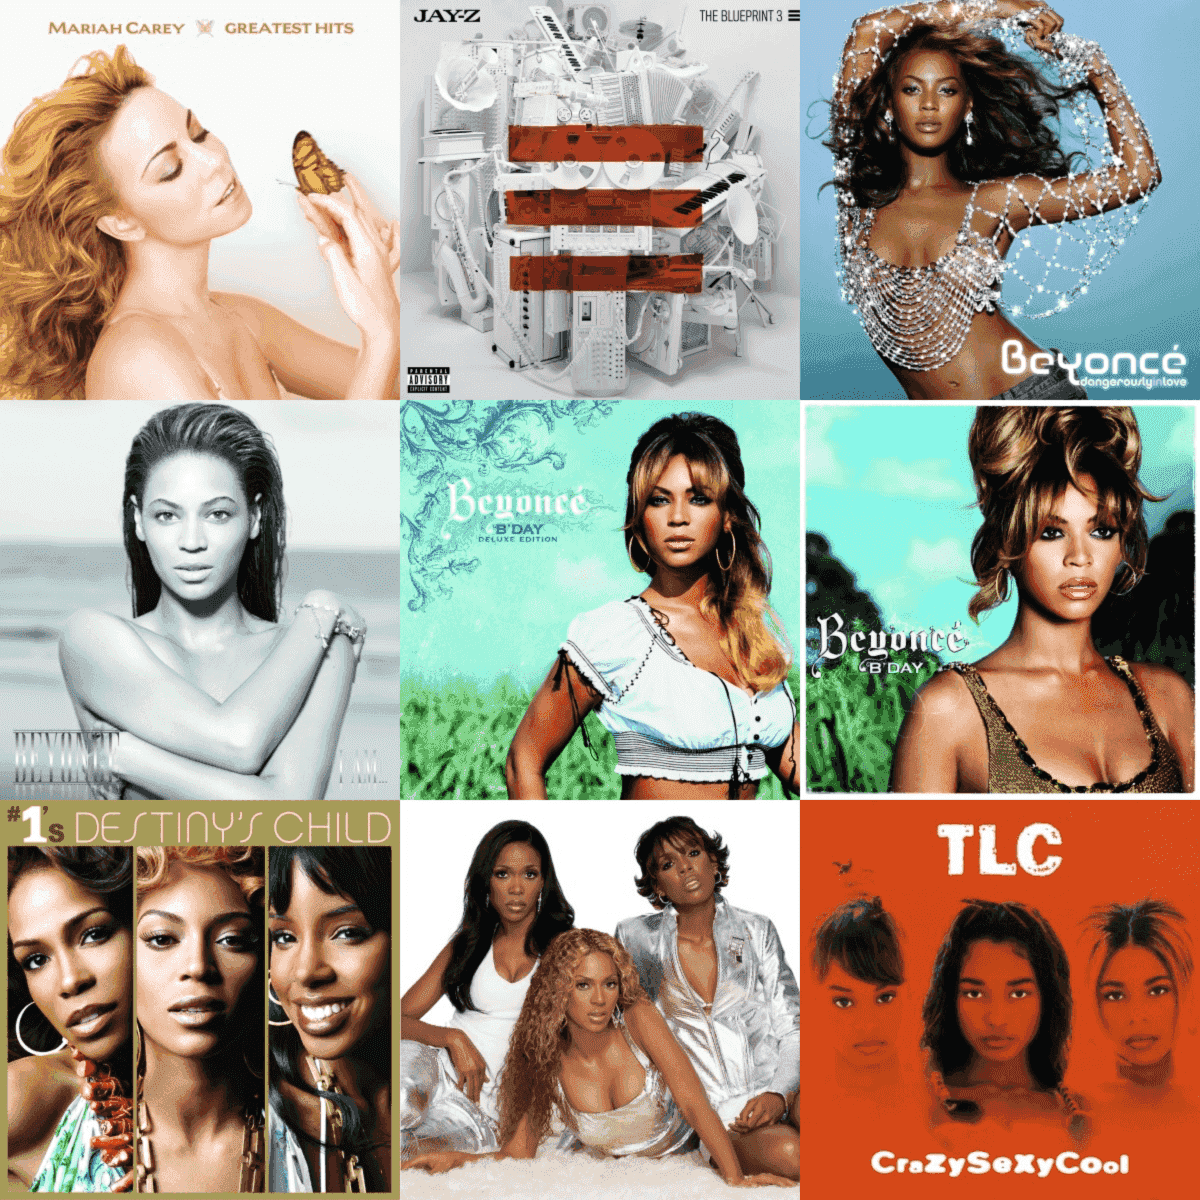 MARIAH CAREY GREATEST HITS
JAY-Z
THE BLUEPRINT 3
PARENTAL
ADVISORY
EXPLICIT CONTENT
Beyoncé
dangerouslyinlove
BEYONCÉ
I AM...
Beyoncé
B'DAY
DELUXE EDITION
Beyoncé
B'DAY
#1's DESTINY'S CHILD
TLC
CraZySeXyCool